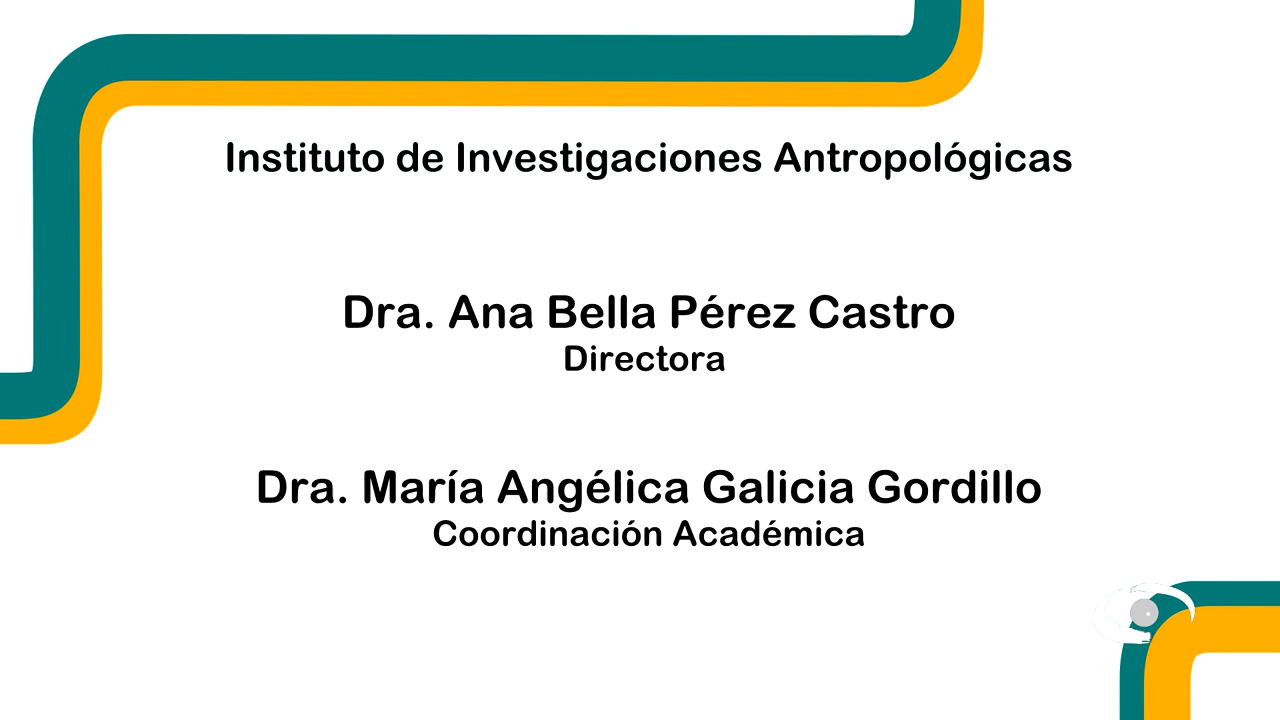 Instituto de Investigaciones Antropológicas
Dra. Ana Bella Pérez Castro
Directora
Dra. María Angélica Galicia Gordillo
Coordinación Académica